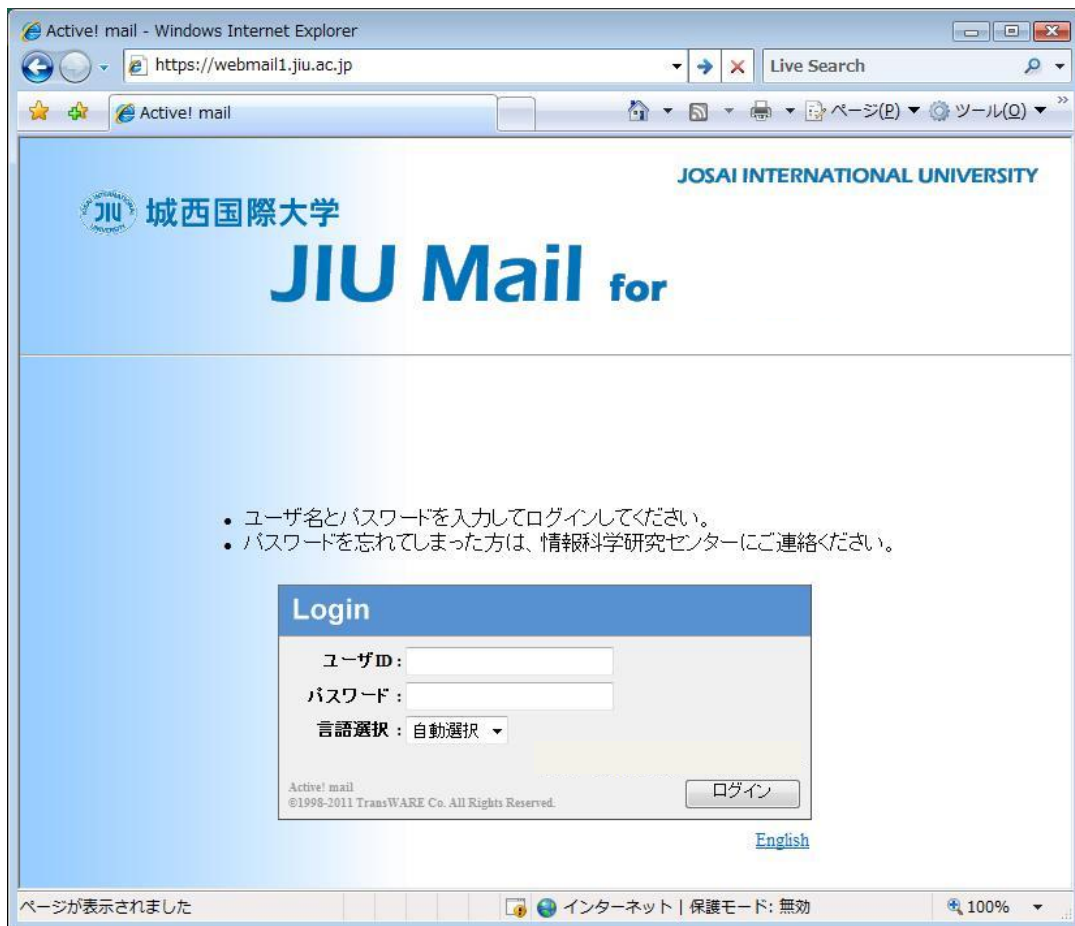 Active! mail - Windows Internet Explorer
https://webmail1.jiu.ac.jp
Live Search
Active! mail
ページ(P)
ツール(O)
JOSAI INTERNATIONAL UNIVERSITY
JIU 城西国際大学
JIU Mail for
• ユーザ名とパスワードを入力してログインしてください。
• パスワードを忘れてしまった方は、情報科学研究センターにご連絡ください。
Login
ユーザID :
パスワード :
言語選択 : 自動選択
Active! mail
©1998-2011 TransWARE Co. All Rights Reserved.
ログイン
English
ページが表示されました
インターネット | 保護モード: 無効
100%